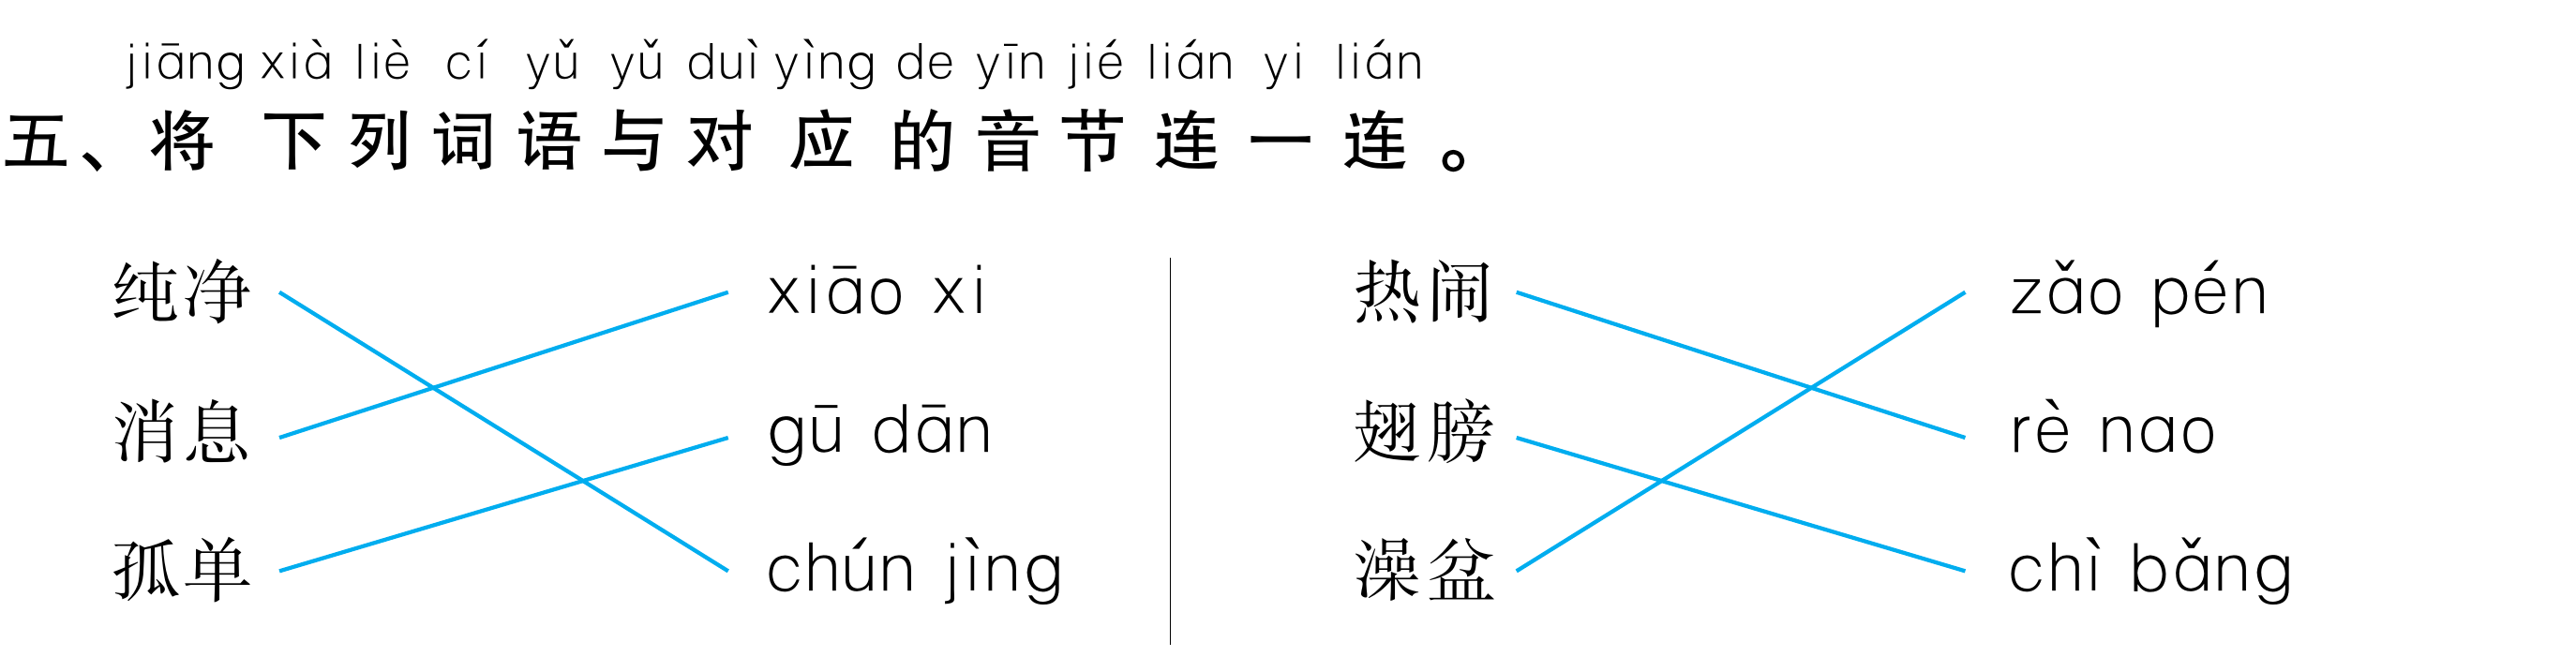 jiāng xià liè cí yǔ yǔ duì yìng de yīn jié lián yi lián
五、将下列词语与对应的音节连一连。
纯净 xiāo xi 热闹 zǎo pén
消息 gū dān 翅膀 rè nao
孤单 chún jìng 澡盆 chì bǎng